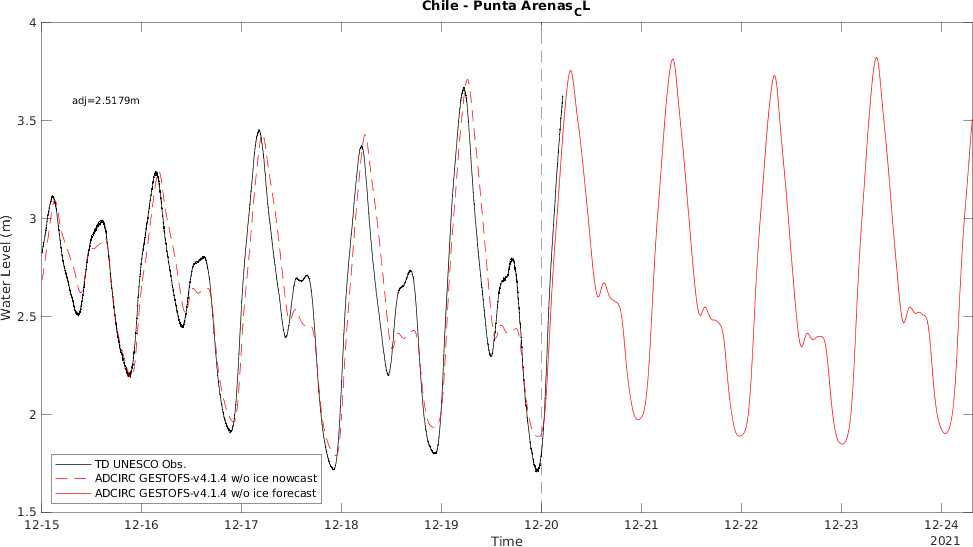 Chile - Punta Arenas_CL
4
adj=2.5179m
3.5
3
Water Level (m)
2.5
2
TD UNESCO Obs.
ADCIRC GESTOFS-v4.1.4 w/o ice nowcast
ADCIRC GESTOFS-v4.1.4 w/o ice forecast
1.5
12-15 12-16 12-17 12-18 12-19 12-20 12-21 12-22 12-23 12-24
Time 2021